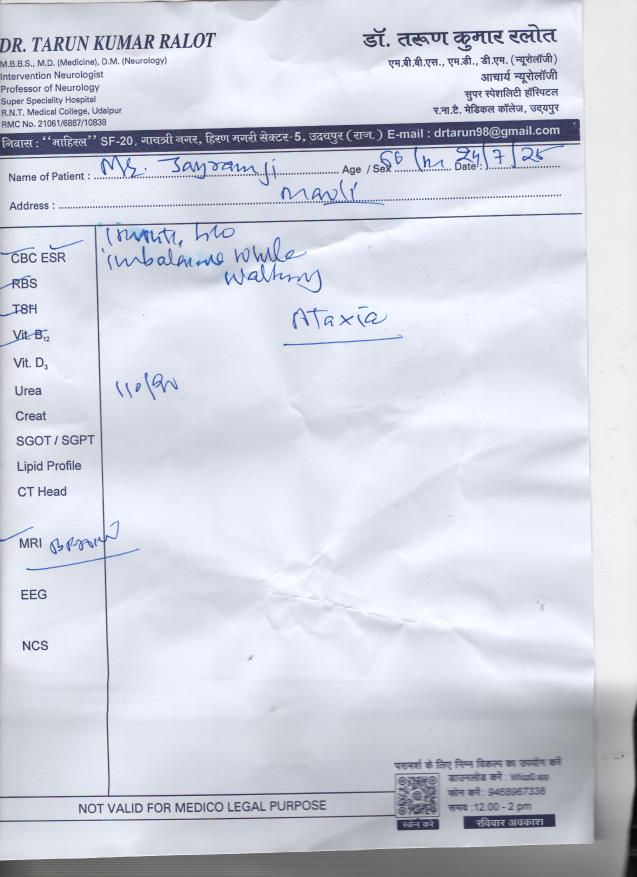 DR. TARUN KUMAR RALOT
M.B.B.S., M.D. (Medicine), D.M. (Neurology)
Intervention Neurologist
Professor of Neurology
Super Speciality Hospital
R.N.T. Medical College, Udaipur
RMC No. 21061/6887/10838
डॉ. तरूण कुमार रलोत
एम.बी.बी.एस., एम.डी., डी.एम. (न्यूरोलॉजी)
आचार्य न्यूरोलॉजी
सुपर स्पेशलिटी हॉस्पिटल
र.ना.टै. मेडिकल कॉलेज, उदयपुर
निवास : “माहिरल” SF-20, गायत्री नगर, हिरण मगरी सेक्टर-5, उदयपुर (राज.) E-mail : drtarun98@gmail.com
Name of Patient : Mr. Jayramji Age / Sex /m Date : 24/7/25
Address : Mavli
h/o
imbalance while
walking
CBC ESR
RBS
TSH
Ataxia
Vit. B12
Vit. D3
Urea 110/90
Creat
SGOT / SGPT
Lipid Profile
CT Head
MRI BRAIN
EEG
NCS
NOT VALID FOR MEDICO LEGAL PURPOSE
परामर्श के लिए निम्न विकल्प का उपयोग करें
डाउनलोड करें : app
फोन करें : 9468967338
समय : 12.00 - 2 pm
स्कैन करें
रविवार अवकाश